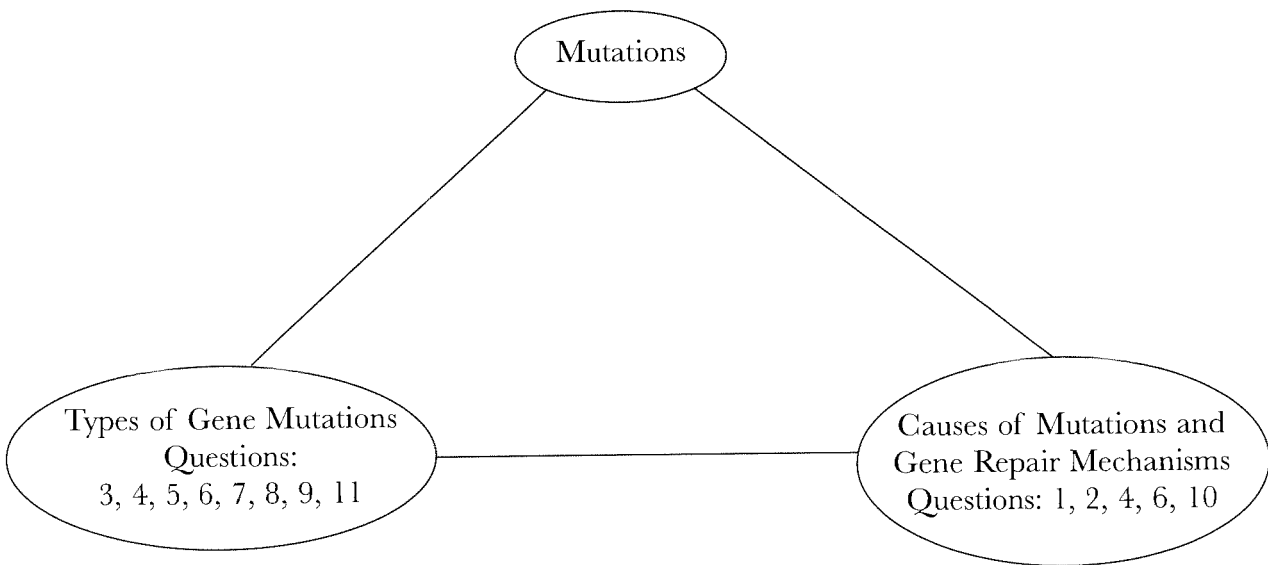 Mutations
Types of Gene Mutations
Questions:
3, 4, 5, 6, 7, 8, 9, 11
Causes of Mutations and
Gene Repair Mechanisms
Questions: 1, 2, 4, 6, 10